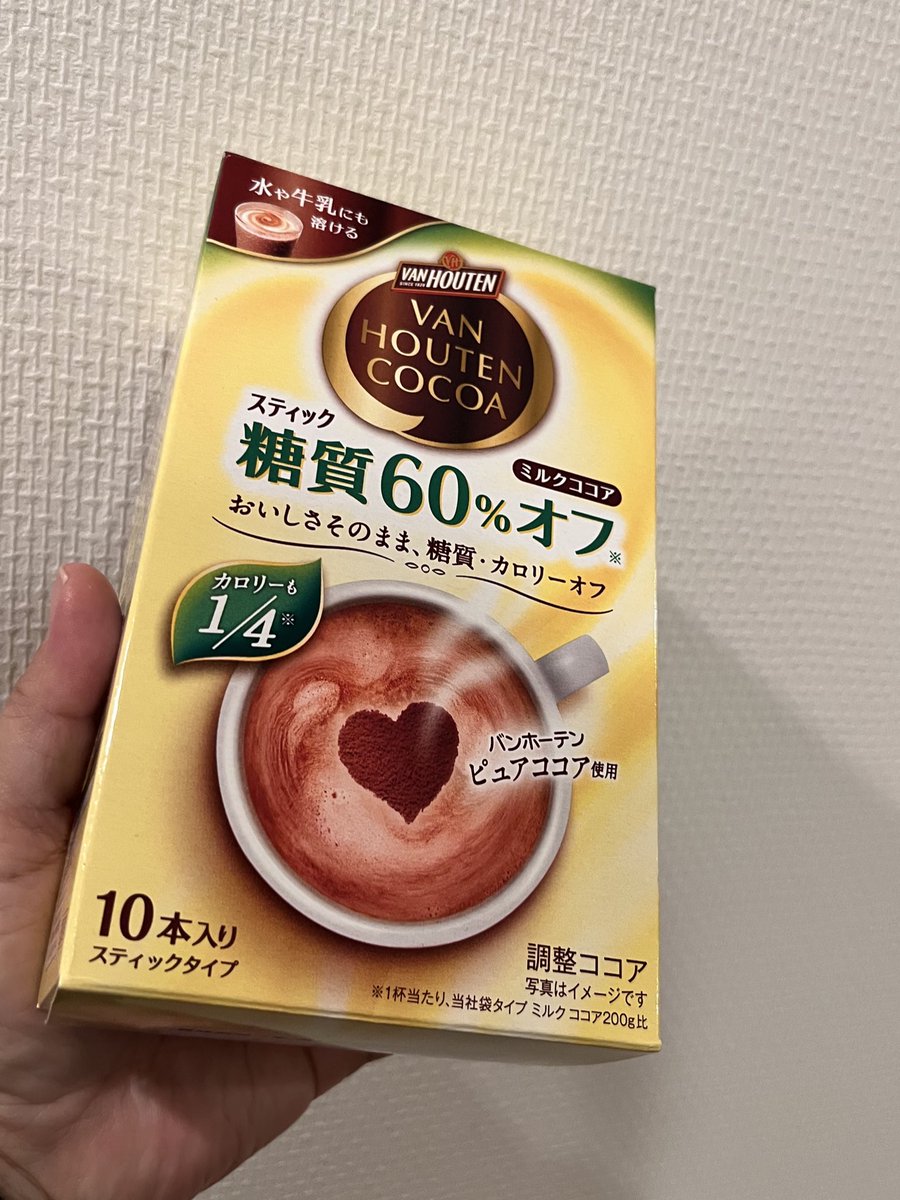 水や牛乳にも
溶ける
VH
VAN HOUTEN
SINCE 1828
VAN
HOUTEN
COCOA
スティック
ミルクココア
糖質60%オフ※
おいしさそのまま、糖質・カロリーオフ
カロリーも
1/4※
バンホーテン
ピュアココア使用
10本入り
スティックタイプ
調整ココア
写真はイメージです
※1杯当たり、当社袋タイプ ミルクココア200g比